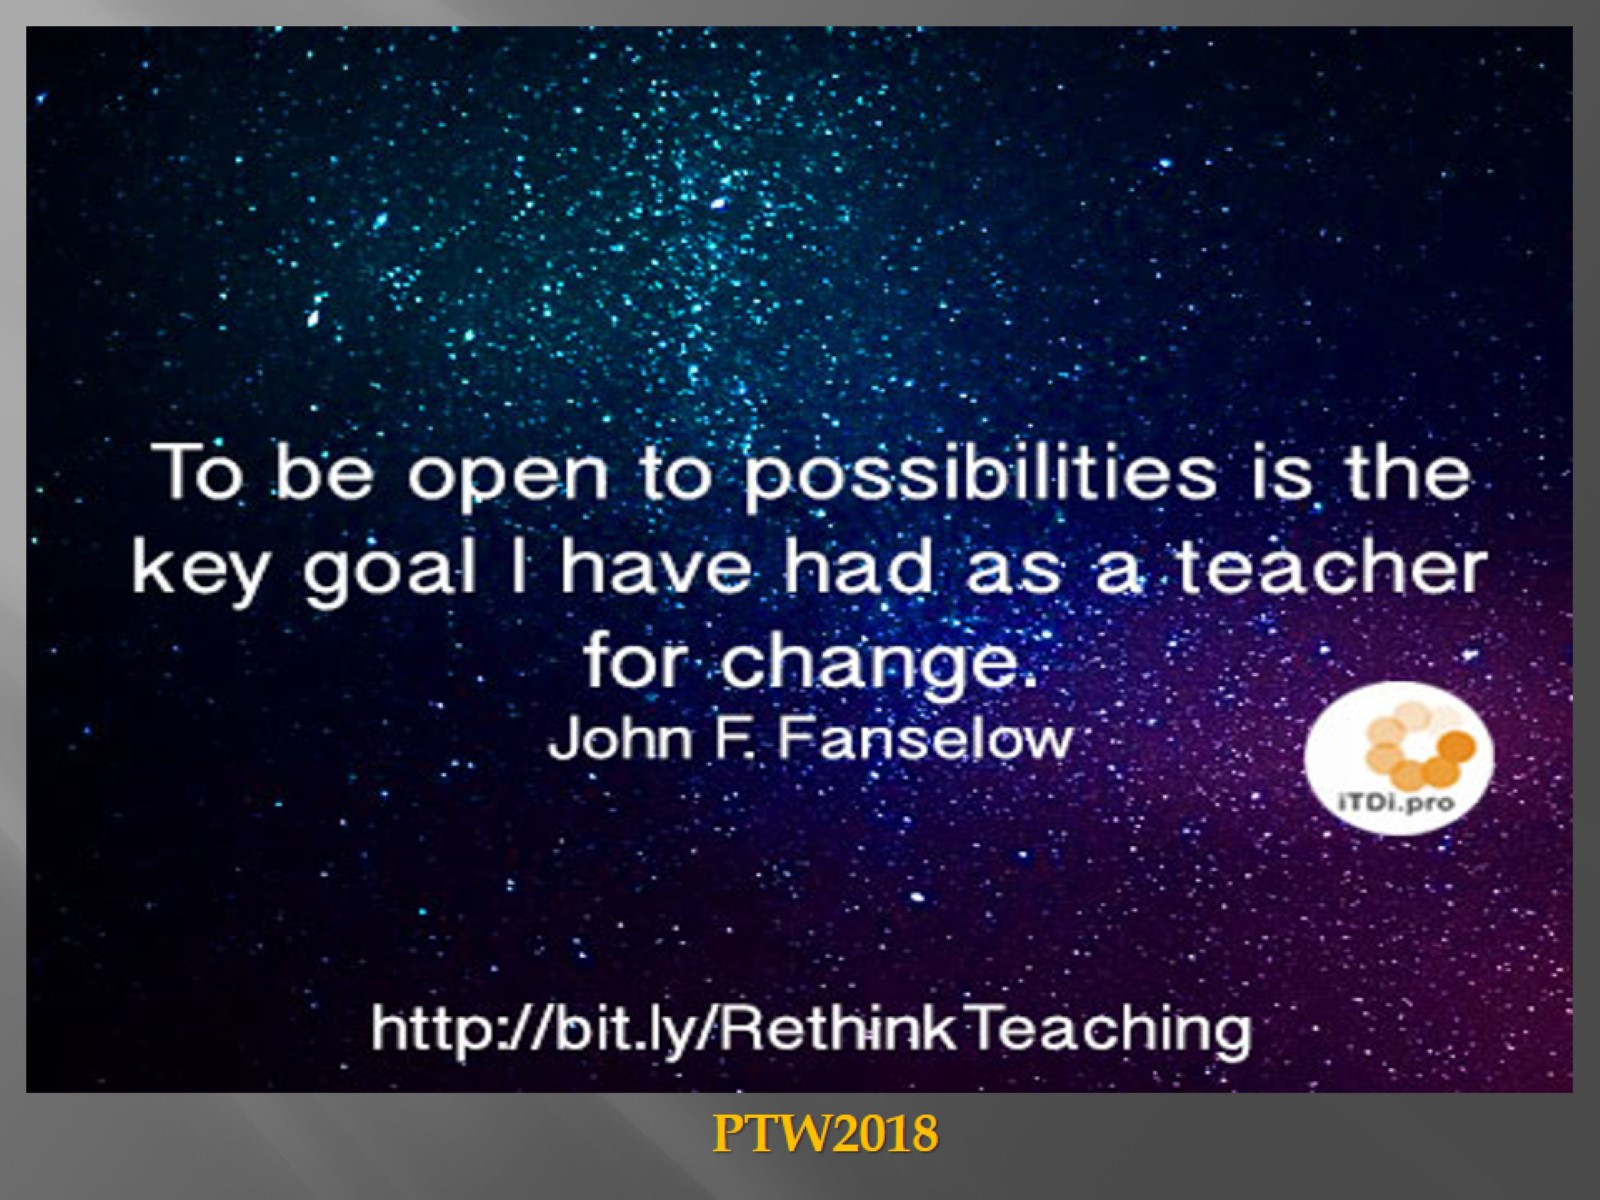 To be open to possibilities is the
key goal I have had as a teacher
for change.
John F. Fanselow
iTDi.pro
http://bit.ly/RethinkTeaching
PTW2018